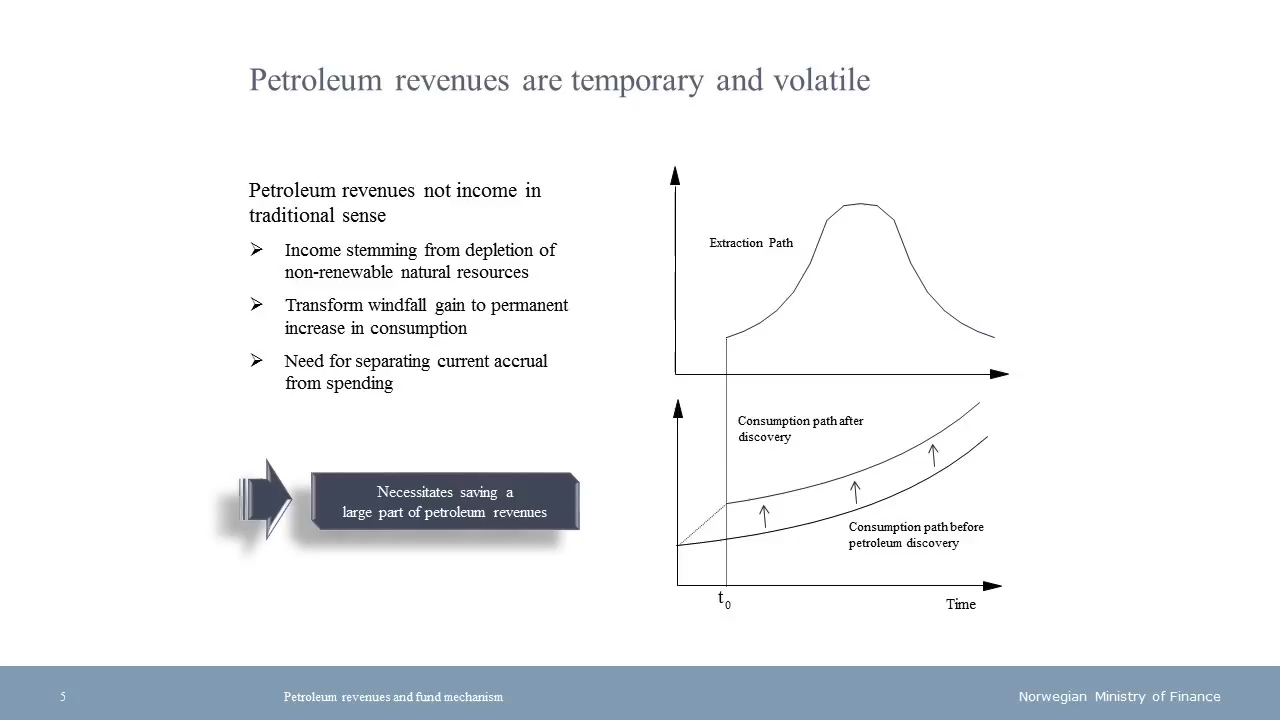 Petroleum revenues are temporary and volatile
Petroleum revenues not income in
traditional sense
Income stemming from depletion of
non-renewable natural resources
Transform windfall gain to permanent
increase in consumption
Need for separating current accrual
from spending
Necessitates saving a
large part of petroleum revenues
Extraction Path
Consumption path after
discovery
Consumption path before
petroleum discovery
t0
Time
5
Petroleum revenues and fund mechanism
Norwegian Ministry of Finance